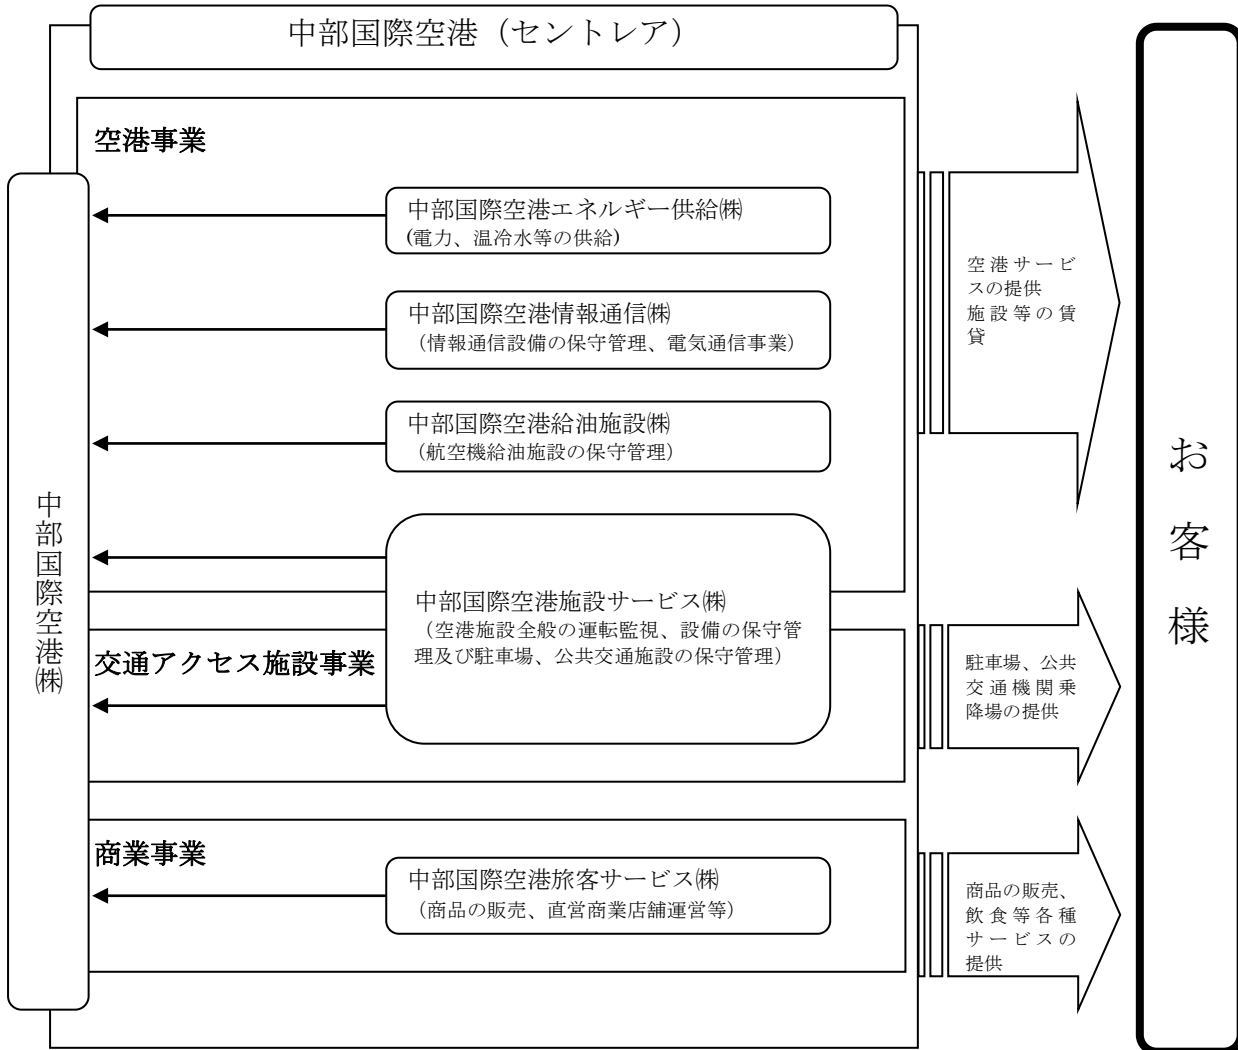 中部国際空港（セントレア）
空港事業
中部国際空港エネルギー供給㈱
(電力、温冷水等の供給)
中部国際空港情報通信㈱
（情報通信設備の保守管理、電気通信事業）
中部国際空港給油施設㈱
（航空機給油施設の保守管理）
中部国際空港施設サービス㈱
（空港施設全般の運転監視、設備の保守管
理及び駐車場、公共交通施設の保守管理）
交通アクセス施設事業
商業事業
中部国際空港旅客サービス㈱
（商品の販売、直営商業店舗運営等）
中部国際空港㈱
空港サービ
スの提供
施設等の賃
貸
駐車場、公共
交通機関乗
降場の提供
商品の販売、
飲食等各種
サービスの
提供
お客様